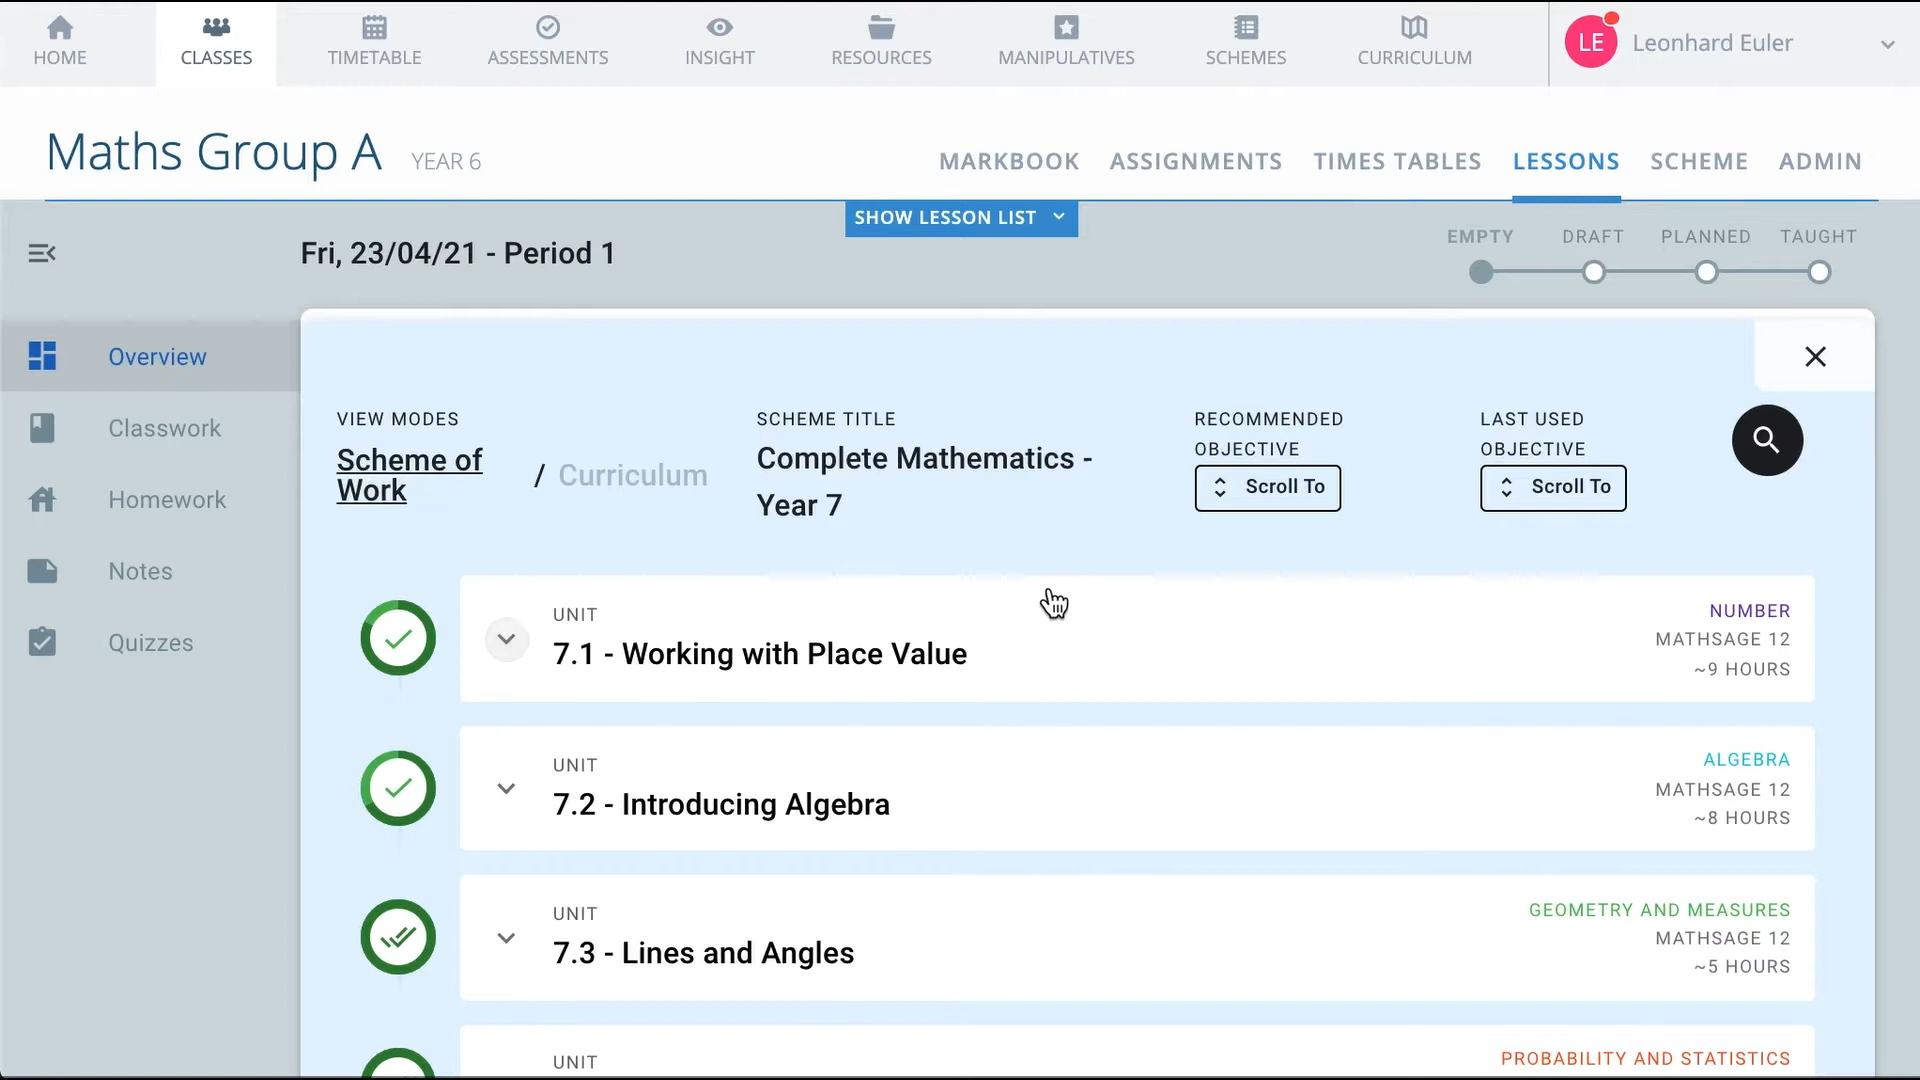 HOME
CLASSES
TIMETABLE
ASSESSMENTS
INSIGHT
RESOURCES
MANIPULATIVES
SCHEMES
CURRICULUM
LE
Leonhard Euler
Maths Group A
YEAR 6
MARKBOOK
ASSIGNMENTS
TIMES TABLES
LESSONS
SCHEME
ADMIN
SHOW LESSON LIST
Fri, 23/04/21 - Period 1
EMPTY
DRAFT
PLANNED
TAUGHT
Overview
Classwork
Homework
Notes
Quizzes
VIEW MODES
Scheme of
Work
/ Curriculum
SCHEME TITLE
Complete Mathematics -
Year 7
RECOMMENDED
OBJECTIVE
Scroll To
LAST USED
OBJECTIVE
Scroll To
UNIT
7.1 - Working with Place Value
NUMBER
MATHSAGE 12
~9 HOURS
UNIT
7.2 - Introducing Algebra
ALGEBRA
MATHSAGE 12
~8 HOURS
UNIT
7.3 - Lines and Angles
GEOMETRY AND MEASURES
MATHSAGE 12
~5 HOURS
UNIT
PROBABILITY AND STATISTICS